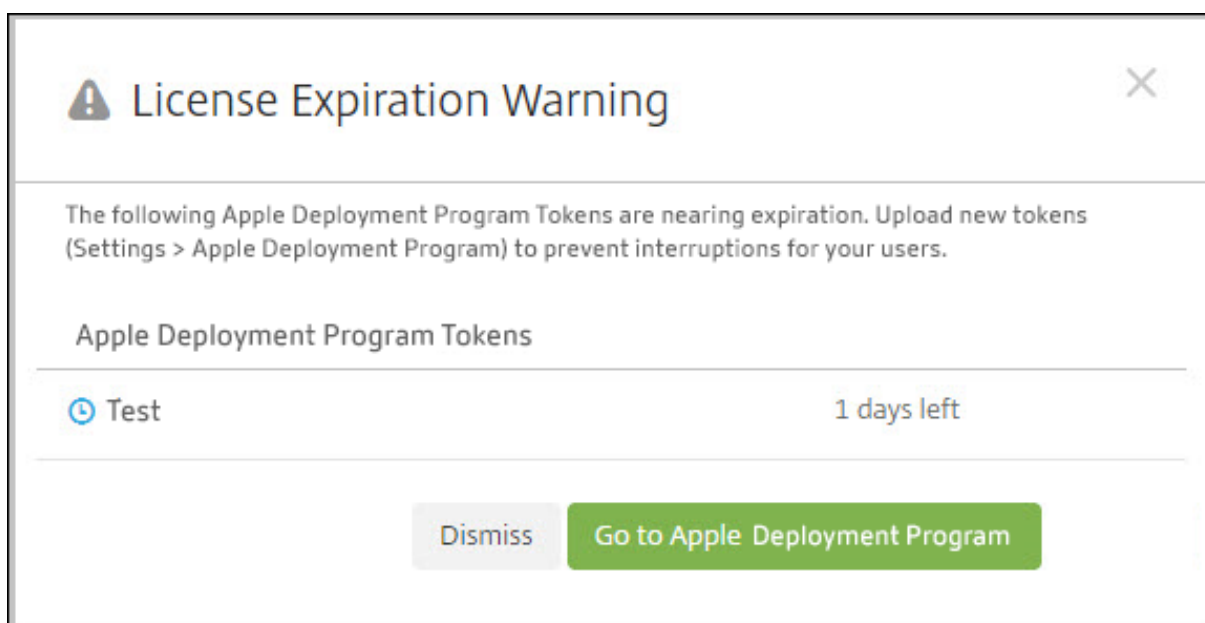 License Expiration Warning
The following Apple Deployment Program Tokens are nearing expiration. Upload new tokens
(Settings > Apple Deployment Program) to prevent interruptions for your users.
Apple Deployment Program Tokens
Test 1 days left
Dismiss Go to Apple Deployment Program